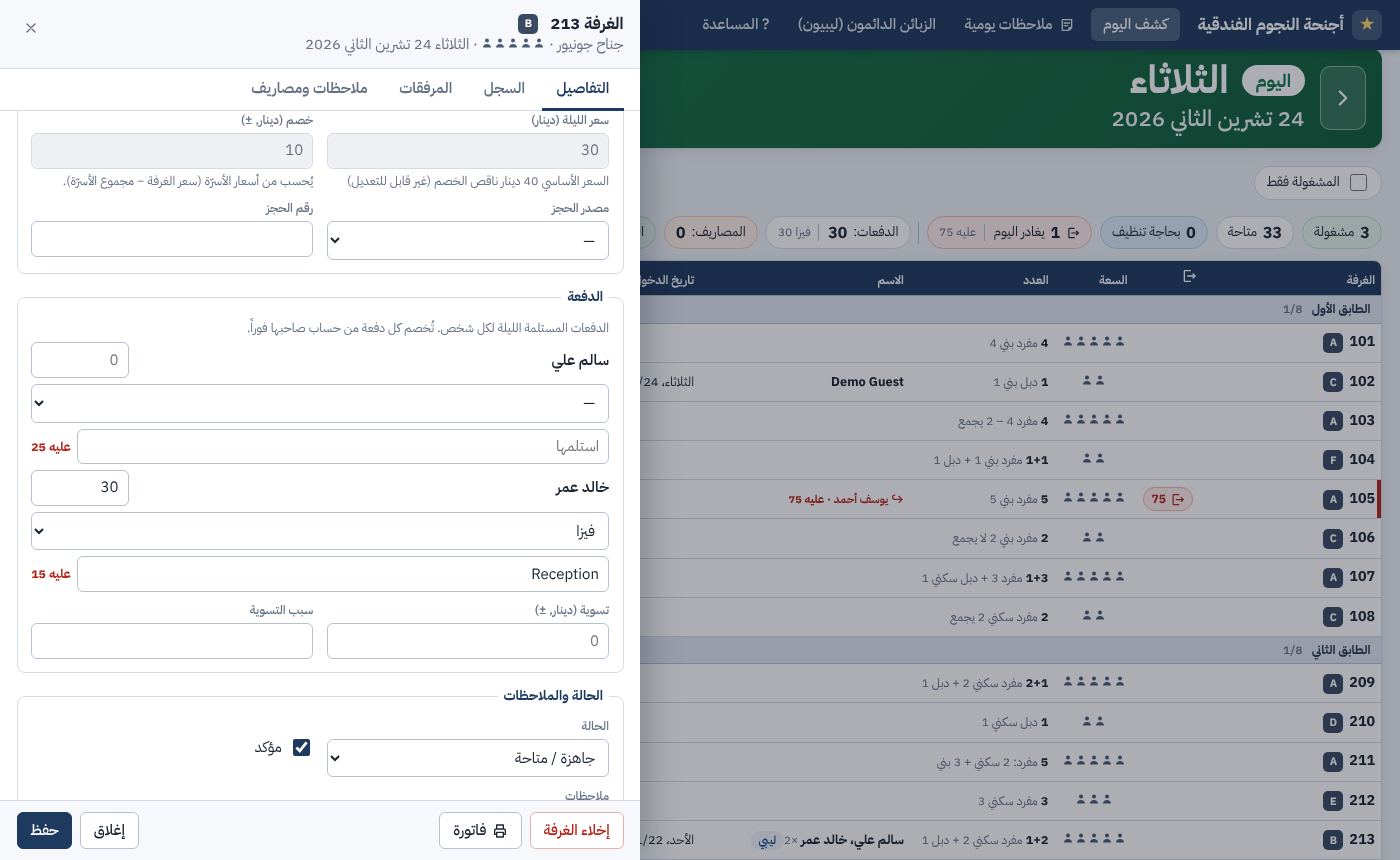 أجنحة النجوم الفندقية
كشف اليوم
ملاحظات يومية
الزبائن الدائمون (ليبيون)
? المساعدة
اليوم
الثلاثاء
24 تشرين الثاني 2026
المشغولة فقط
3 مشغولة
33 متاحة
0 بحاجة تنظيف
1 يغادر اليوم
عليه 75
الدفعات: 30
فيزا 30
المصاريف: 0
الغرفة
السعة
العدد
الاسم
تاريخ الدخول
الطابق الأول 1/8
101 A 4 مفرد بني 4
102 C 1 دبل بني 1 Demo Guest الثلاثاء، 24/
103 A 4 مفرد 4 – 2 يجمع
104 F 1+1 مفرد بني 1 + دبل 1
105 A 75 5 مفرد بني 5 يوسف أحمد · عليه 75
106 C 2 مفرد بني 2 لا يجمع
107 A 3+1 مفرد 3 + دبل سكني 1
108 C 2 مفرد سكني 2 يجمع
الطابق الثاني 1/8
209 A 1+2 مفرد سكني 2 + دبل 1
210 D 1 دبل سكني 1
211 A 5 مفرد: 2 سكني + 3 بني
212 E 3 مفرد سكني 3
213 B 2+1 مفرد سكني 2 + دبل 1 سالم علي، خالد عمر ×2 ليبي الأحد، 22/
الغرفة 213 B
جناح جونيور · · الثلاثاء 24 تشرين الثاني 2026
×
التفاصيل
السجل
المرفقات
ملاحظات ومصاريف
سعر الليلة (دينار)
خصم (دينار, ±)
30
10
السعر الأساسي 40 دينار ناقص الخصم (غير قابل للتعديل)
يُحسب من أسعار الأسرّة (سعر الغرفة − مجموع الأسرّة).
مصدر الحجز
رقم الحجز
—
الدفعة
الدفعات المستلمة الليلة لكل شخص. تُخصم كل دفعة من حساب صاحبها فوراً.
سالم علي
0
—
استلمها
عليه 25
خالد عمر
30
فيزا
Reception
عليه 15
تسوية (دينار, ±)
سبب التسوية
0
الحالة والملاحظات
الحالة
جاهزة / متاحة
مؤكد
ملاحظات
إخلاء الغرفة
فاتورة
إغلاق
حفظ